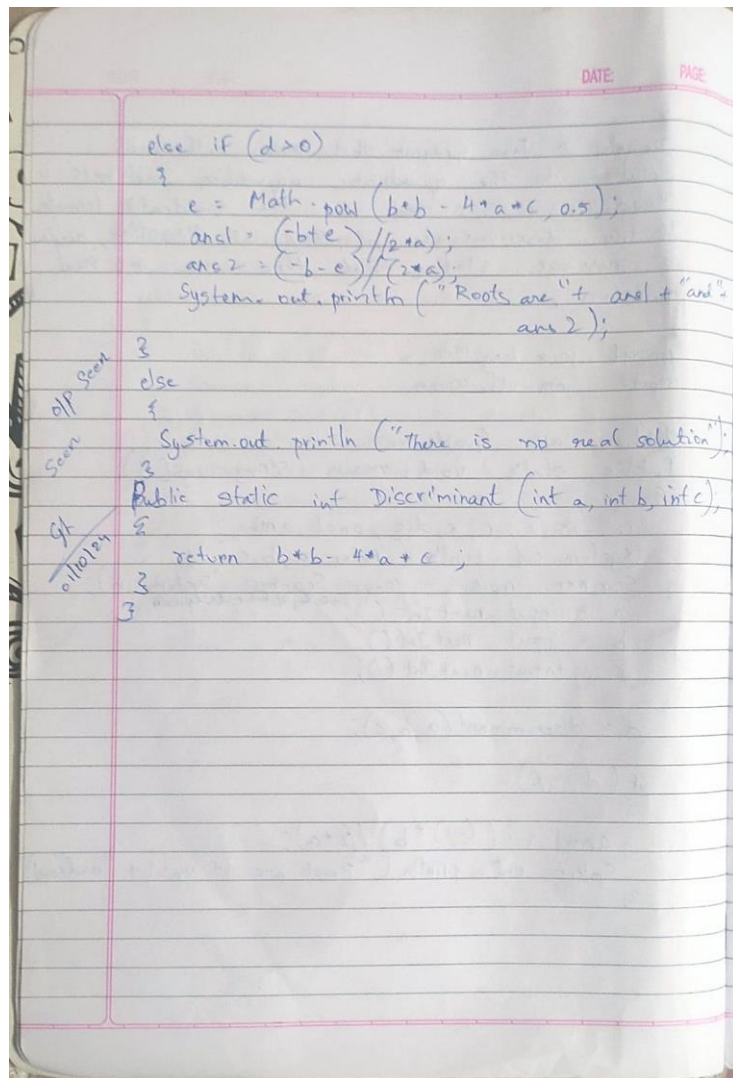 DATE: PAGE:
else if (d>0)
{
e = Math.pow (b*b - 4*a*c, 0.5);
ans1 = (-b+e)/(2*a);
ans2 = (-b-e)/(2*a);
System.out.println ("Roots are "+ ans1 + "and"+
ans2);
}
else
{
System.out.println ("There is no real solution");
}
Public static int Discriminant (int a, int b, int c);
{
return b*b - 4*a*c ;
}
}
O/P Seen
Seen
01/10/24